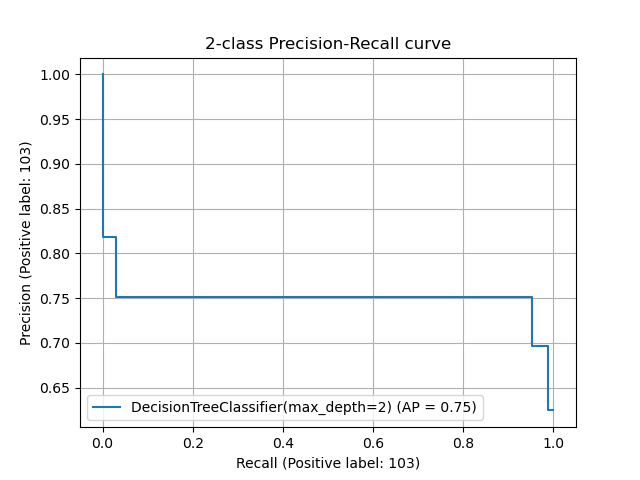 2-class Precision-Recall curve
1.00
0.95
0.90
0.85
0.80
0.75
0.70
0.65
Precision (Positive label: 103)
DecisionTreeClassifier(max_depth=2) (AP = 0.75)
0.0 0.2 0.4 0.6 0.8 1.0
Recall (Positive label: 103)